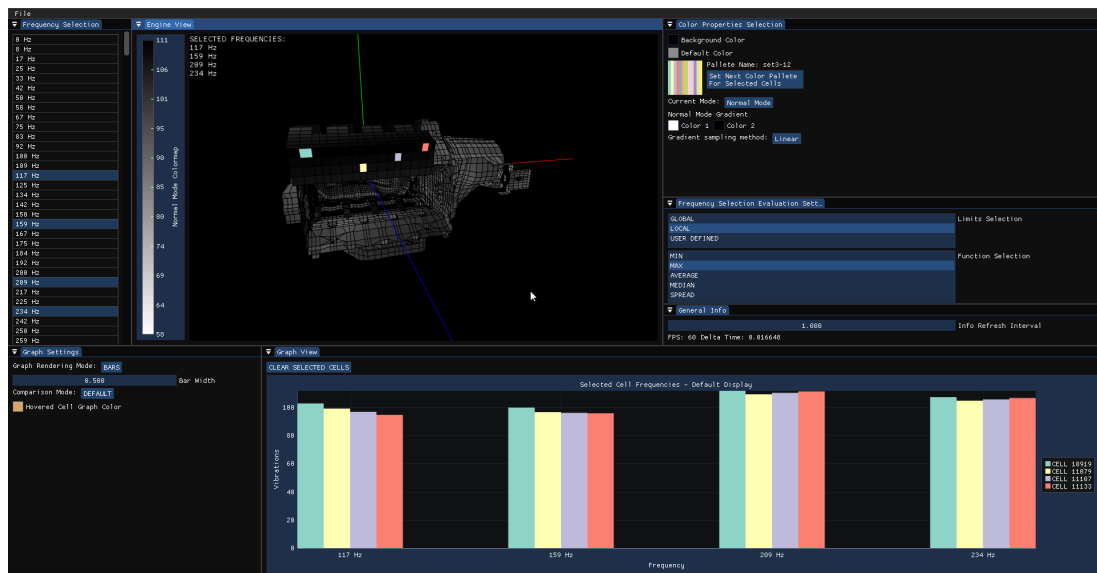 File
Frequency Selection
0 Hz
8 Hz
17 Hz
25 Hz
33 Hz
42 Hz
50 Hz
58 Hz
67 Hz
75 Hz
83 Hz
92 Hz
100 Hz
109 Hz
117 Hz
125 Hz
134 Hz
142 Hz
150 Hz
159 Hz
167 Hz
175 Hz
184 Hz
192 Hz
200 Hz
209 Hz
217 Hz
225 Hz
234 Hz
242 Hz
250 Hz
259 Hz
Engine View
111
106
101
95
90
85
80
74
69
64
58
Normal Mode Colormap
SELECTED FREQUENCIES:
117 Hz
159 Hz
209 Hz
234 Hz
Color Properties Selection
Background Color
Default Color
Pallete Name: set3-12
Set Next Color Pallete
For Selected Cells
Current Mode: Normal Mode
Normal Mode Gradient
Color 1 Color 2
Gradient sampling method: Linear
Frequency Selection Evaluation Sett…
GLOBAL
LOCAL
USER DEFINED
Limits Selection
MIN
MAX
AVERAGE
MEDIAN
SPREAD
Function Selection
General Info
1.000 Info Refresh Interval
FPS: 60 Delta Time: 0.016648
Graph Settings
Graph Rendering Mode: BARS
0.500 Bar Width
Comparison Mode: DEFAULT
Hovered Cell Graph Color
Graph View
CLEAR SELECTED CELLS
Selected Cell Frequencies - Default Display
Vibrations
100
80
60
40
20
0
117 Hz
159 Hz
209 Hz
234 Hz
Frequency
CELL 10919
CELL 11079
CELL 11107
CELL 11133